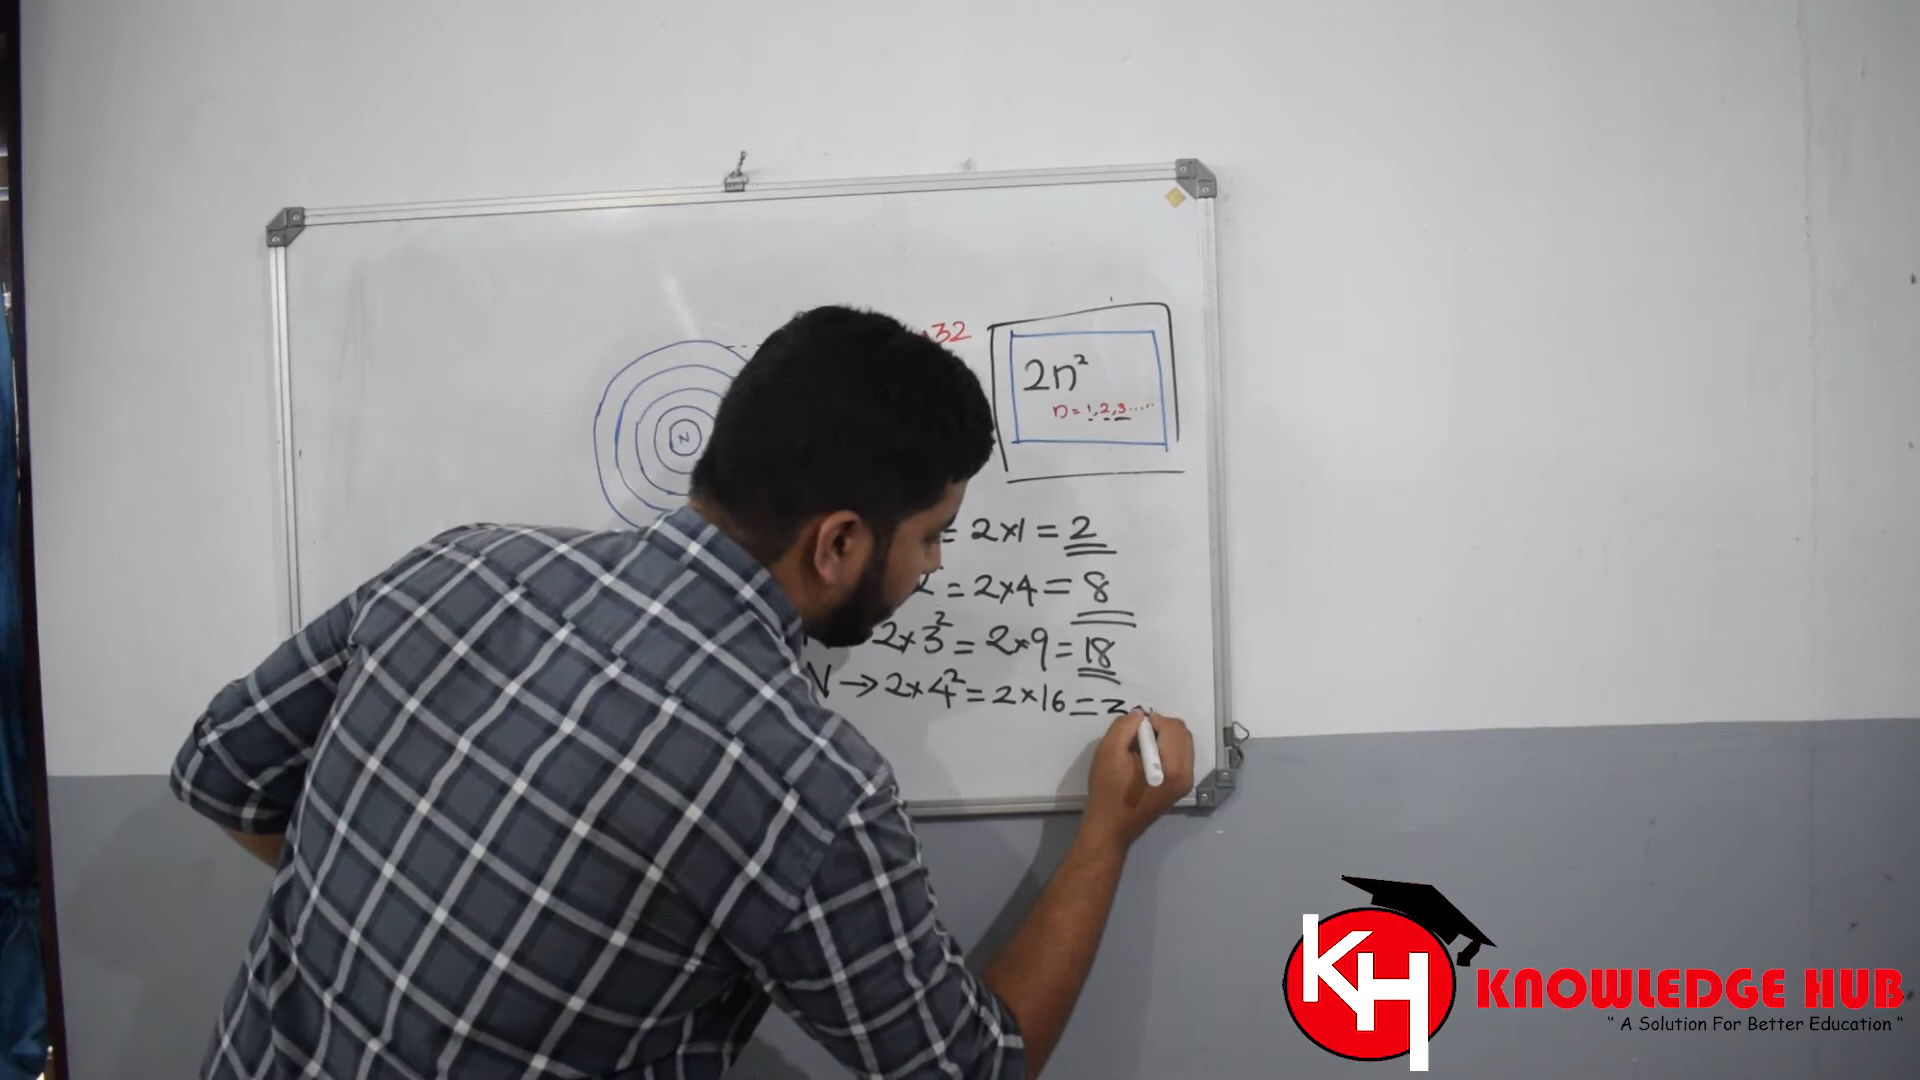 32
2n²
n = 1, 2, 3.....
N
= 2×1 = 2
= 2×4 = 8
2×3² = 2×9 = 18
N → 2×4² = 2×16 = 3
KH
KNOWLEDGE HUB
" A Solution For Better Education "